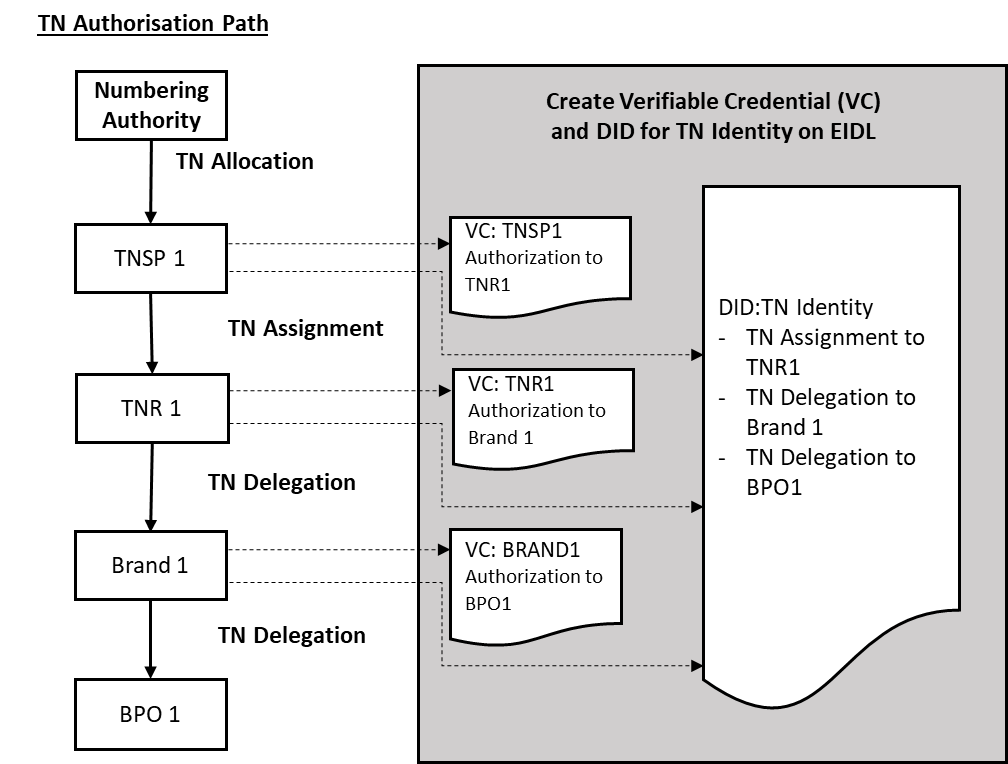 TN Authorisation Path
Numbering
Authority
TN Allocation
TNSP 1
TN Assignment
TNR 1
TN Delegation
Brand 1
TN Delegation
BPO 1
Create Verifiable Credential (VC)
and DID for TN Identity on EIDL
VC: TNSP1
Authorization to
TNR1
VC: TNR1
Authorization to
Brand 1
VC: BRAND1
Authorization to
BPO1
DID:TN Identity
- TN Assignment to
TNR1
- TN Delegation to
Brand 1
- TN Delegation to
BPO1